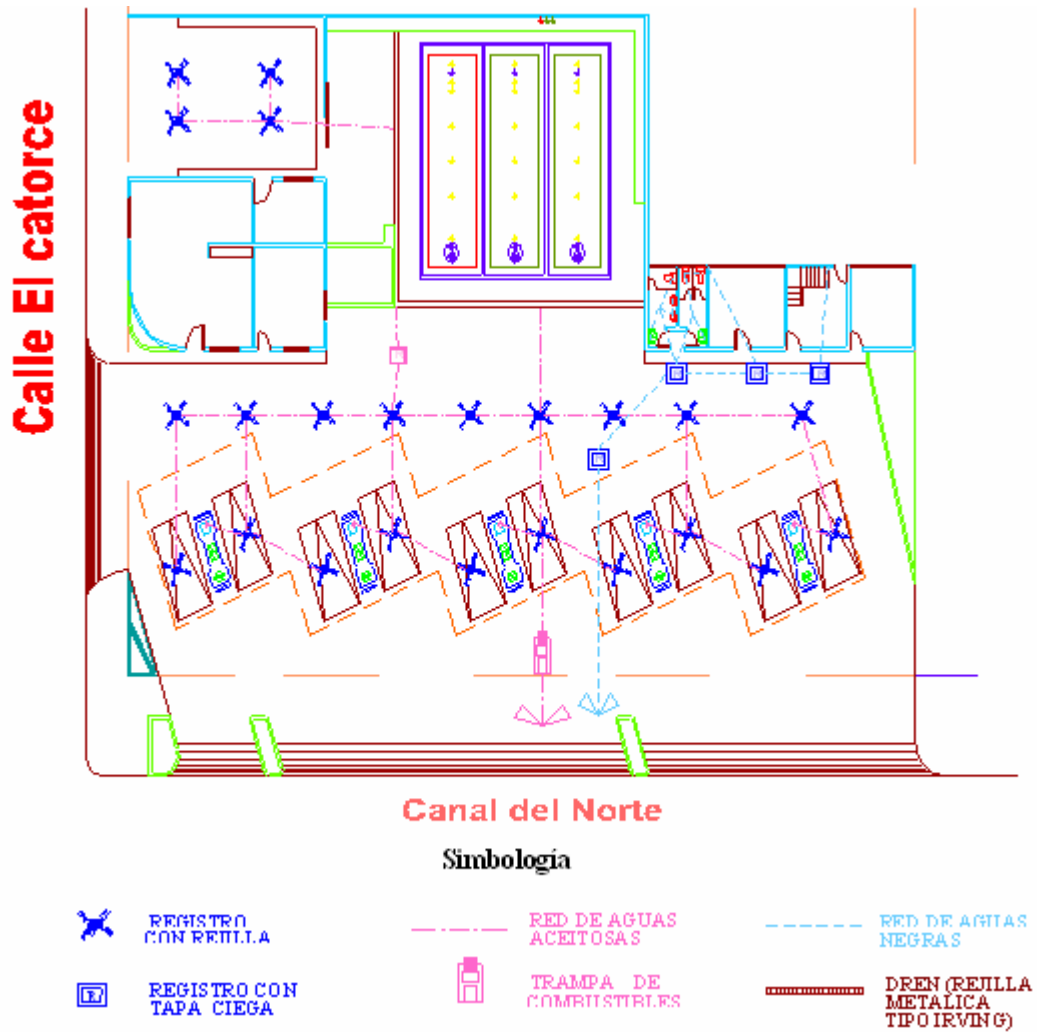 Calle El catorce
Canal del Norte
Simbología
REGISTRO
CON REJILLA
RED DE AGUAS
ACEITOSAS
RED DE AGUAS
NEGRAS
REGISTRO CON
TAPA CIEGA
TRAMPA DE
COMBUSTIBLES
DREN (REJILLA
METALICA
TIPO IRVING)